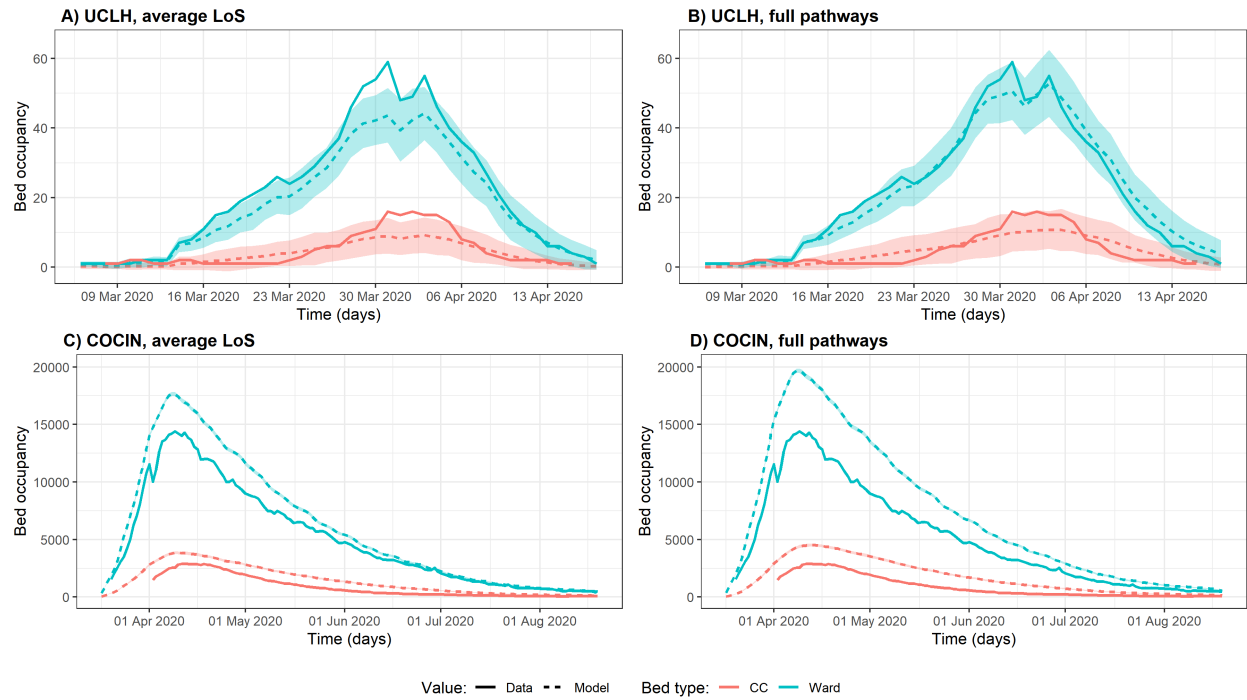 A) UCLH, average LoS
B) UCLH, full pathways
Bed occupancy
60
40
20
0
09 Mar 2020 16 Mar 2020 23 Mar 2020 30 Mar 2020 06 Apr 2020 13 Apr 2020
Time (days)
Bed occupancy
60
40
20
0
09 Mar 2020 16 Mar 2020 23 Mar 2020 30 Mar 2020 06 Apr 2020 13 Apr 2020
Time (days)
C) COCIN, average LoS
D) COCIN, full pathways
Bed occupancy
20000
15000
10000
5000
0
01 Apr 2020 01 May 2020 01 Jun 2020 01 Jul 2020 01 Aug 2020
Time (days)
Bed occupancy
20000
15000
10000
5000
0
01 Apr 2020 01 May 2020 01 Jun 2020 01 Jul 2020 01 Aug 2020
Time (days)
Value: Data Model Bed type: CC Ward